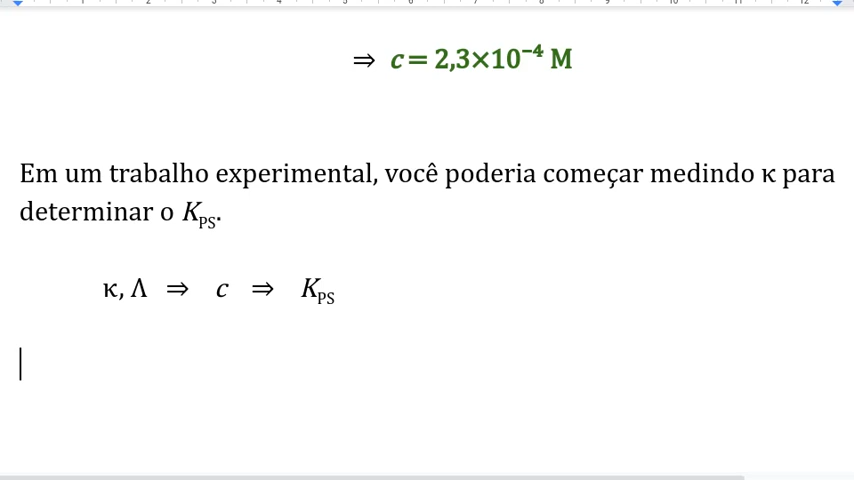 ⇒ c = 2,3×10⁻⁴ M
Em um trabalho experimental, você poderia começar medindo κ para
determinar o K_PS.
κ, Λ ⇒ c ⇒ K_PS